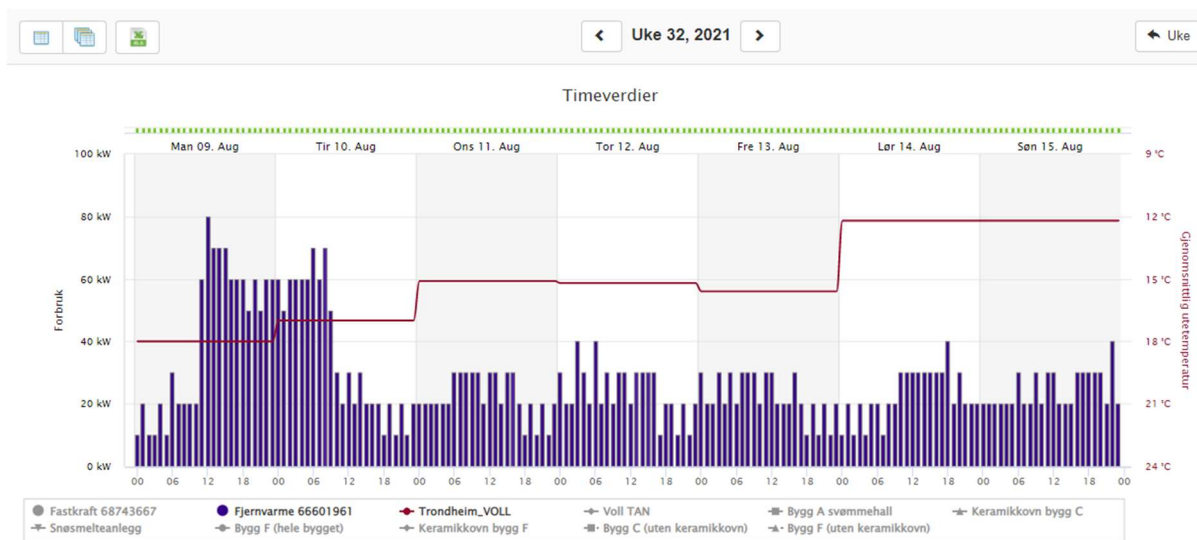 XLS
Uke 32, 2021
Uke
Timeverdier
Man 09. Aug Tir 10. Aug Ons 11. Aug Tor 12. Aug Fre 13. Aug Lør 14. Aug Søn 15. Aug
100 kW 9 °C
80 kW 12 °C
60 kW 15 °C
40 kW 18 °C
20 kW 21 °C
0 kW 24 °C
Forbruk
Gjenomsnittlig utetemperatur
00 06 12 18 00 06 12 18 00 06 12 18 00 06 12 18 00 06 12 18 00 06 12 18 00 06 12 18 00
Fastkraft 68743667 Fjernvarme 66601961 Trondheim_VOLL Voll TAN Bygg A svømmehall Keramikkovn bygg C
Snøsmelteanlegg Bygg F (hele bygget) Keramikkovn bygg F Bygg C (uten keramikkovn) Bygg F (uten keramikkovn)